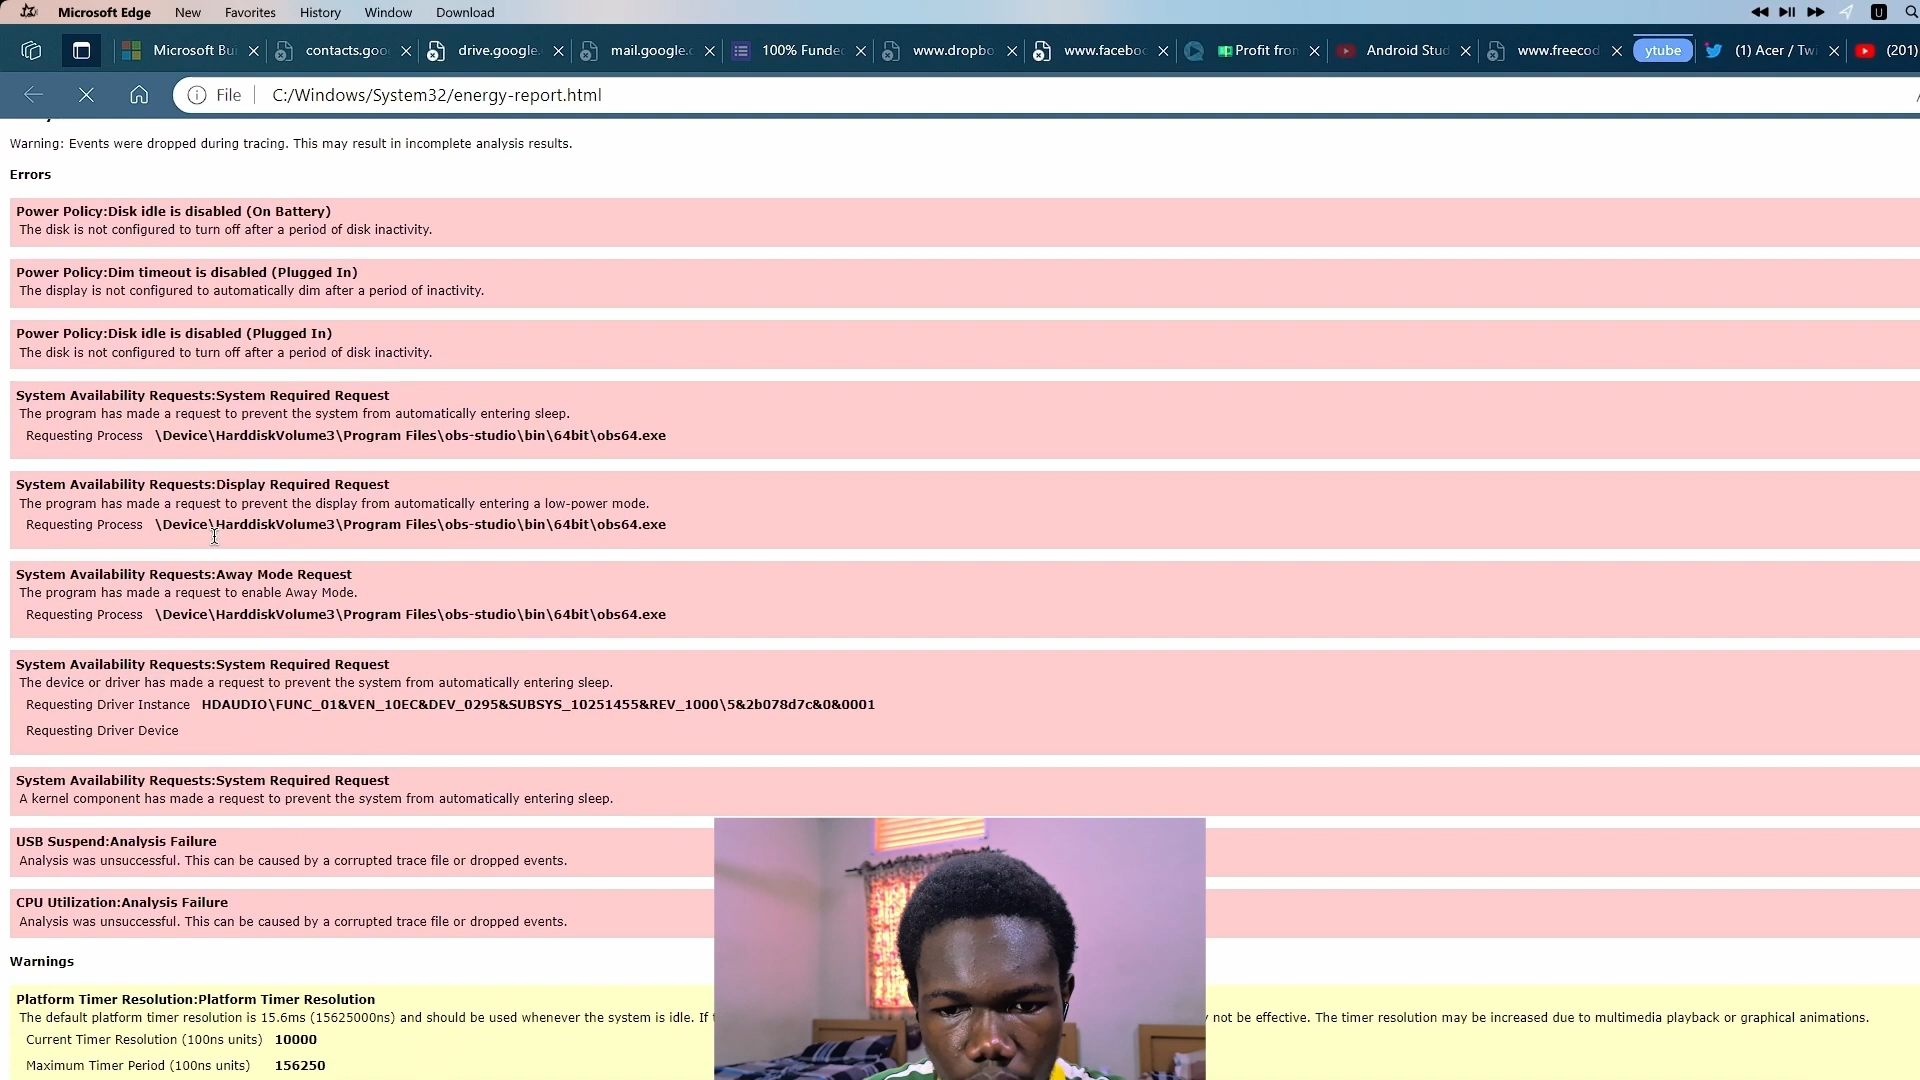 Microsoft Edge New Favorites History Window Download
Microsoft Bui contacts.goo drive.google. mail.google.c 100% Funde www.dropbo www.faceboo Profit fron Android Stud www.freecod ytube (1) Acer / Twi (201)
File C:/Windows/System32/energy-report.html
Warning: Events were dropped during tracing. This may result in incomplete analysis results.
Errors
Power Policy:Disk idle is disabled (On Battery)
The disk is not configured to turn off after a period of disk inactivity.
Power Policy:Dim timeout is disabled (Plugged In)
The display is not configured to automatically dim after a period of inactivity.
Power Policy:Disk idle is disabled (Plugged In)
The disk is not configured to turn off after a period of disk inactivity.
System Availability Requests:System Required Request
The program has made a request to prevent the system from automatically entering sleep.
Requesting Process \Device\HarddiskVolume3\Program Files\obs-studio\bin\64bit\obs64.exe
System Availability Requests:Display Required Request
The program has made a request to prevent the display from automatically entering a low-power mode.
Requesting Process \Device\HarddiskVolume3\Program Files\obs-studio\bin\64bit\obs64.exe
System Availability Requests:Away Mode Request
The program has made a request to enable Away Mode.
Requesting Process \Device\HarddiskVolume3\Program Files\obs-studio\bin\64bit\obs64.exe
System Availability Requests:System Required Request
The device or driver has made a request to prevent the system from automatically entering sleep.
Requesting Driver Instance HDAUDIO\FUNC_01&VEN_10EC&DEV_0295&SUBSYS_10251455&REV_1000\5&2b078d7c&0&0001
Requesting Driver Device
System Availability Requests:System Required Request
A kernel component has made a request to prevent the system from automatically entering sleep.
USB Suspend:Analysis Failure
Analysis was unsuccessful. This can be caused by a corrupted trace file or dropped events.
CPU Utilization:Analysis Failure
Analysis was unsuccessful. This can be caused by a corrupted trace file or dropped events.
Warnings
Platform Timer Resolution:Platform Timer Resolution
The default platform timer resolution is 15.6ms (15625000ns) and should be used whenever the system is idle. If not be effective. The timer resolution may be increased due to multimedia playback or graphical animations.
Current Timer Resolution (100ns units) 10000
Maximum Timer Period (100ns units) 156250